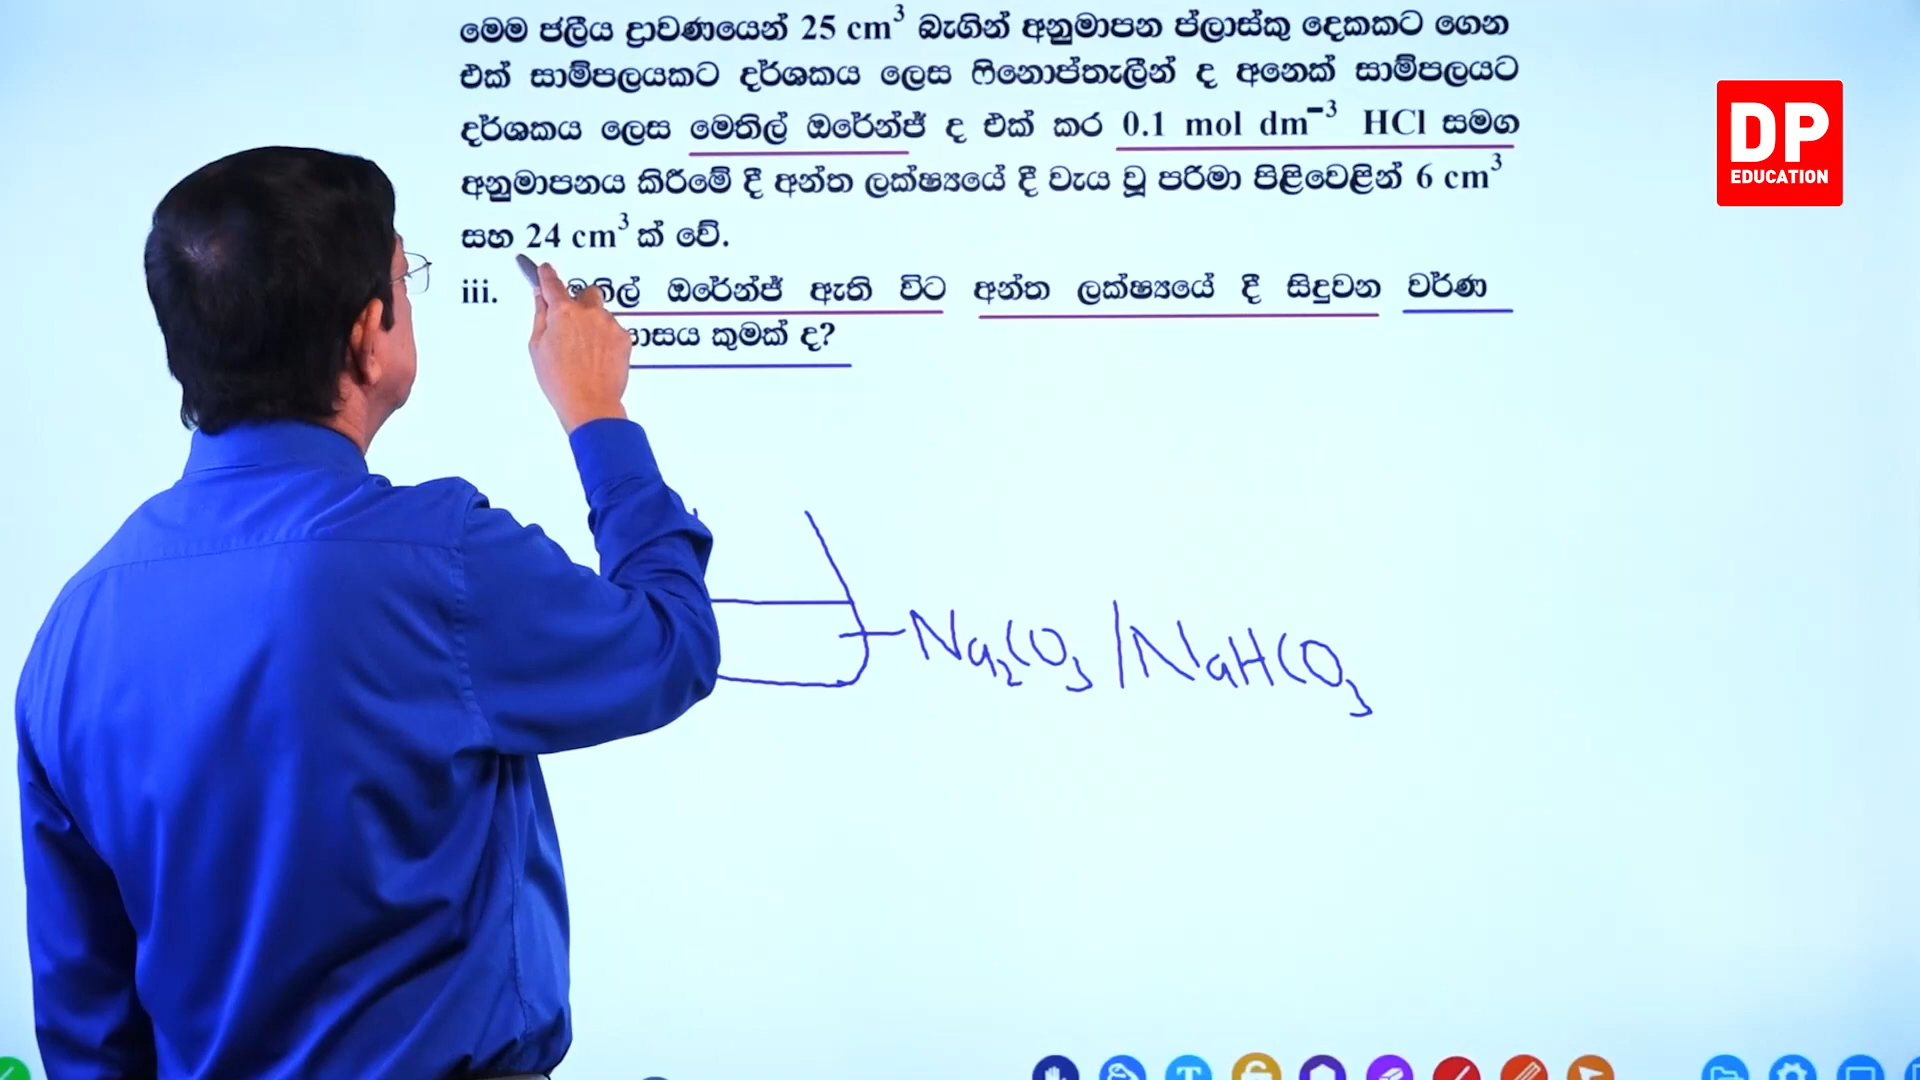 මෙම ජලීය ද්‍රාවණයෙන් 25 cm³ බැගින් අනුමාපන ප්ලාස්කු දෙකකට ගෙන
එක් සාම්පලයකට දර්ශකය ලෙස ෆිනොප්තැලීන් ද අනෙක් සාම්පලයට
දර්ශකය ලෙස මෙතිල් ඔරේන්ජ් ද එක් කර 0.1 mol dm⁻³ HCl සමග
අනුමාපනය කිරීමේ දී අන්ත ලක්ෂ්‍යයේ දී වැය වූ පරිමා පිළිවෙළින් 6 cm³
සහ 24 cm³ ක් වේ.
iii. ඔරේන්ජ් ඇති විට අන්ත ලක්ෂ්‍යයේ දී සිදුවන වර්ණ
කුමක් ද?
Na₂CO₃ / NaHCO₃
DP
EDUCATION